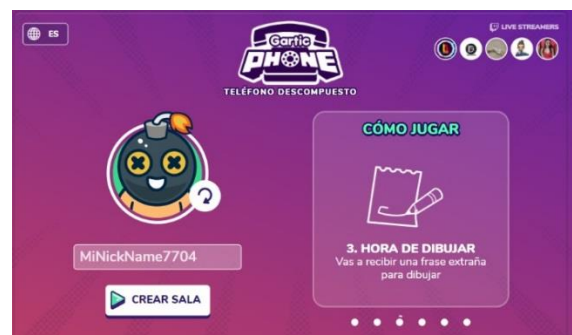 ES
Gartic
PHONE
TELÉFONO DESCOMPUESTO
LIVE STREAMERS
MiNickName7704
CREAR SALA
CÓMO JUGAR
3. HORA DE DIBUJAR
Vas a recibir una frase extraña
para dibujar